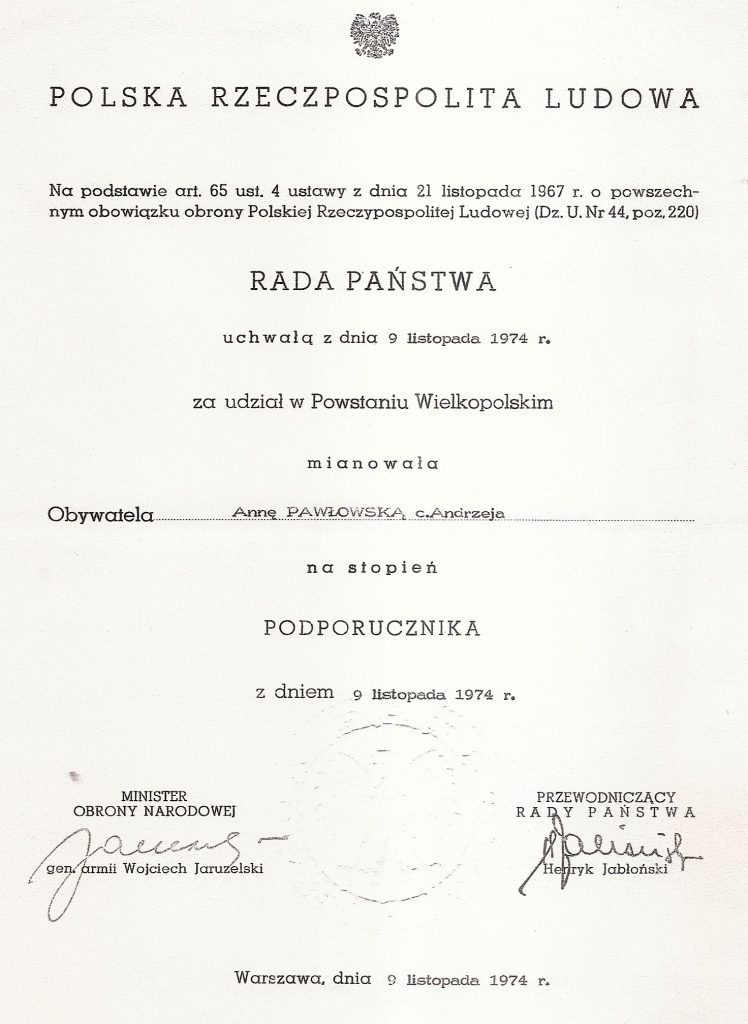 POLSKA RZECZPOSPOLITA LUDOWA
Na podstawie art. 65 ust. 4 ustawy z dnia 21 listopada 1967 r. o powszech-
nym obowiązku obrony Polskiej Rzeczypospolitej Ludowej (Dz. U. Nr 44, poz. 220)
RADA PAŃSTWA
uchwałą z dnia 9 listopada 1974 r.
za udział w Powstaniu Wielkopolskim
mianowała
Obywatela Annę PAWŁOWSKĄ c.Andrzeja
na stopień
PODPORUCZNIKA
z dniem 9 listopada 1974 r.
MINISTER
OBRONY NARODOWEJ
gen. armii Wojciech Jaruzelski
PRZEWODNICZĄCY
RADY PAŃSTWA
Henryk Jabłoński
Warszawa, dnia 9 listopada 1974 r.